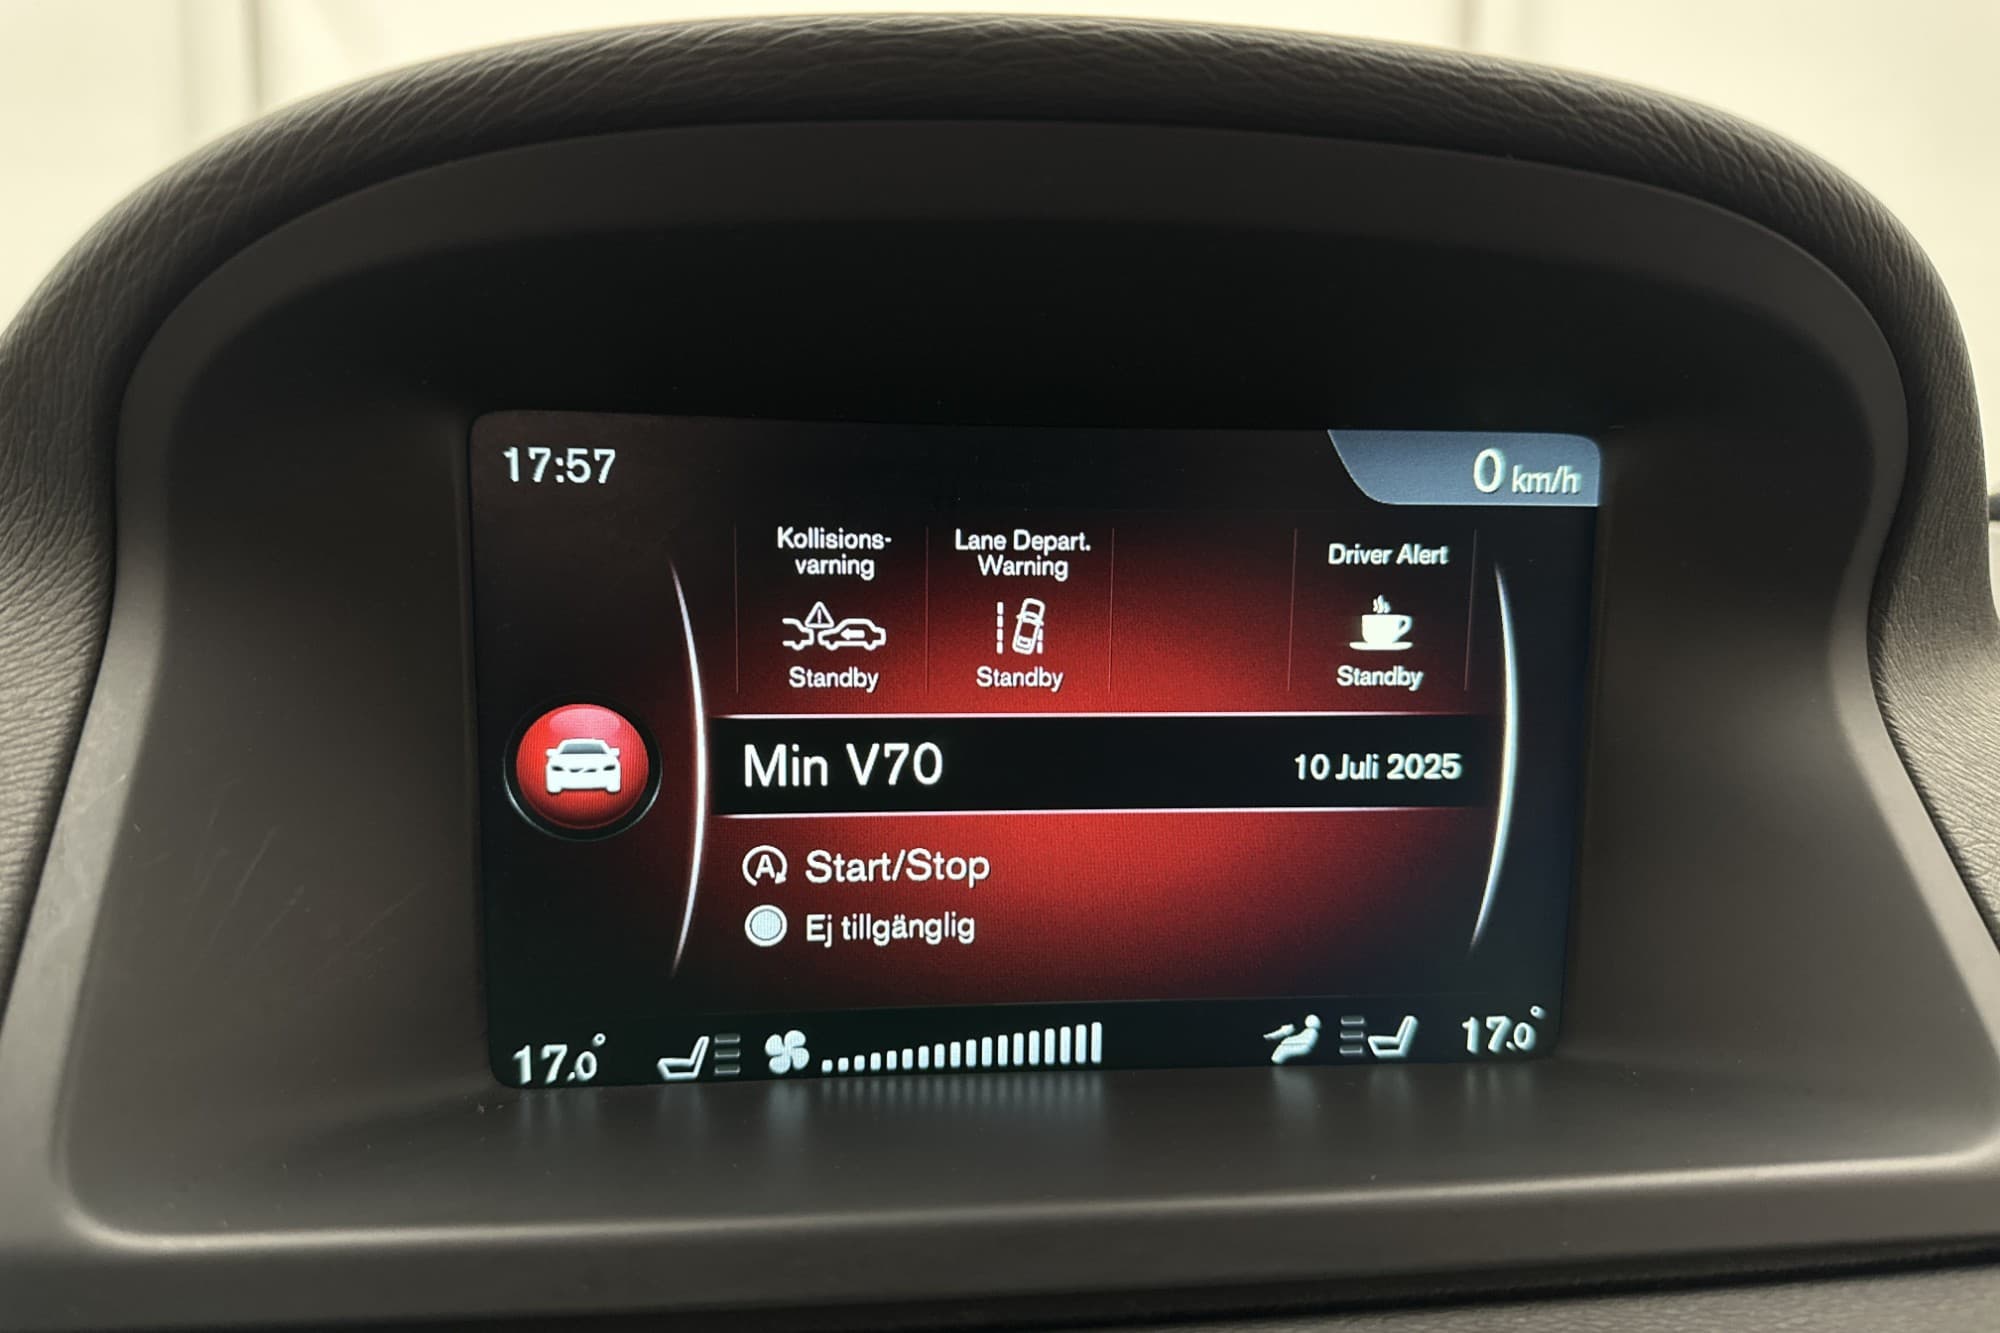 17:57
0 km/h
Kollisions-
varning
Lane Depart.
Warning
Driver Alert
Standby
Standby
Standby
Min V70
10 Juli 2025
A Start/Stop
Ej tillgänglig
17.0°
17.0°